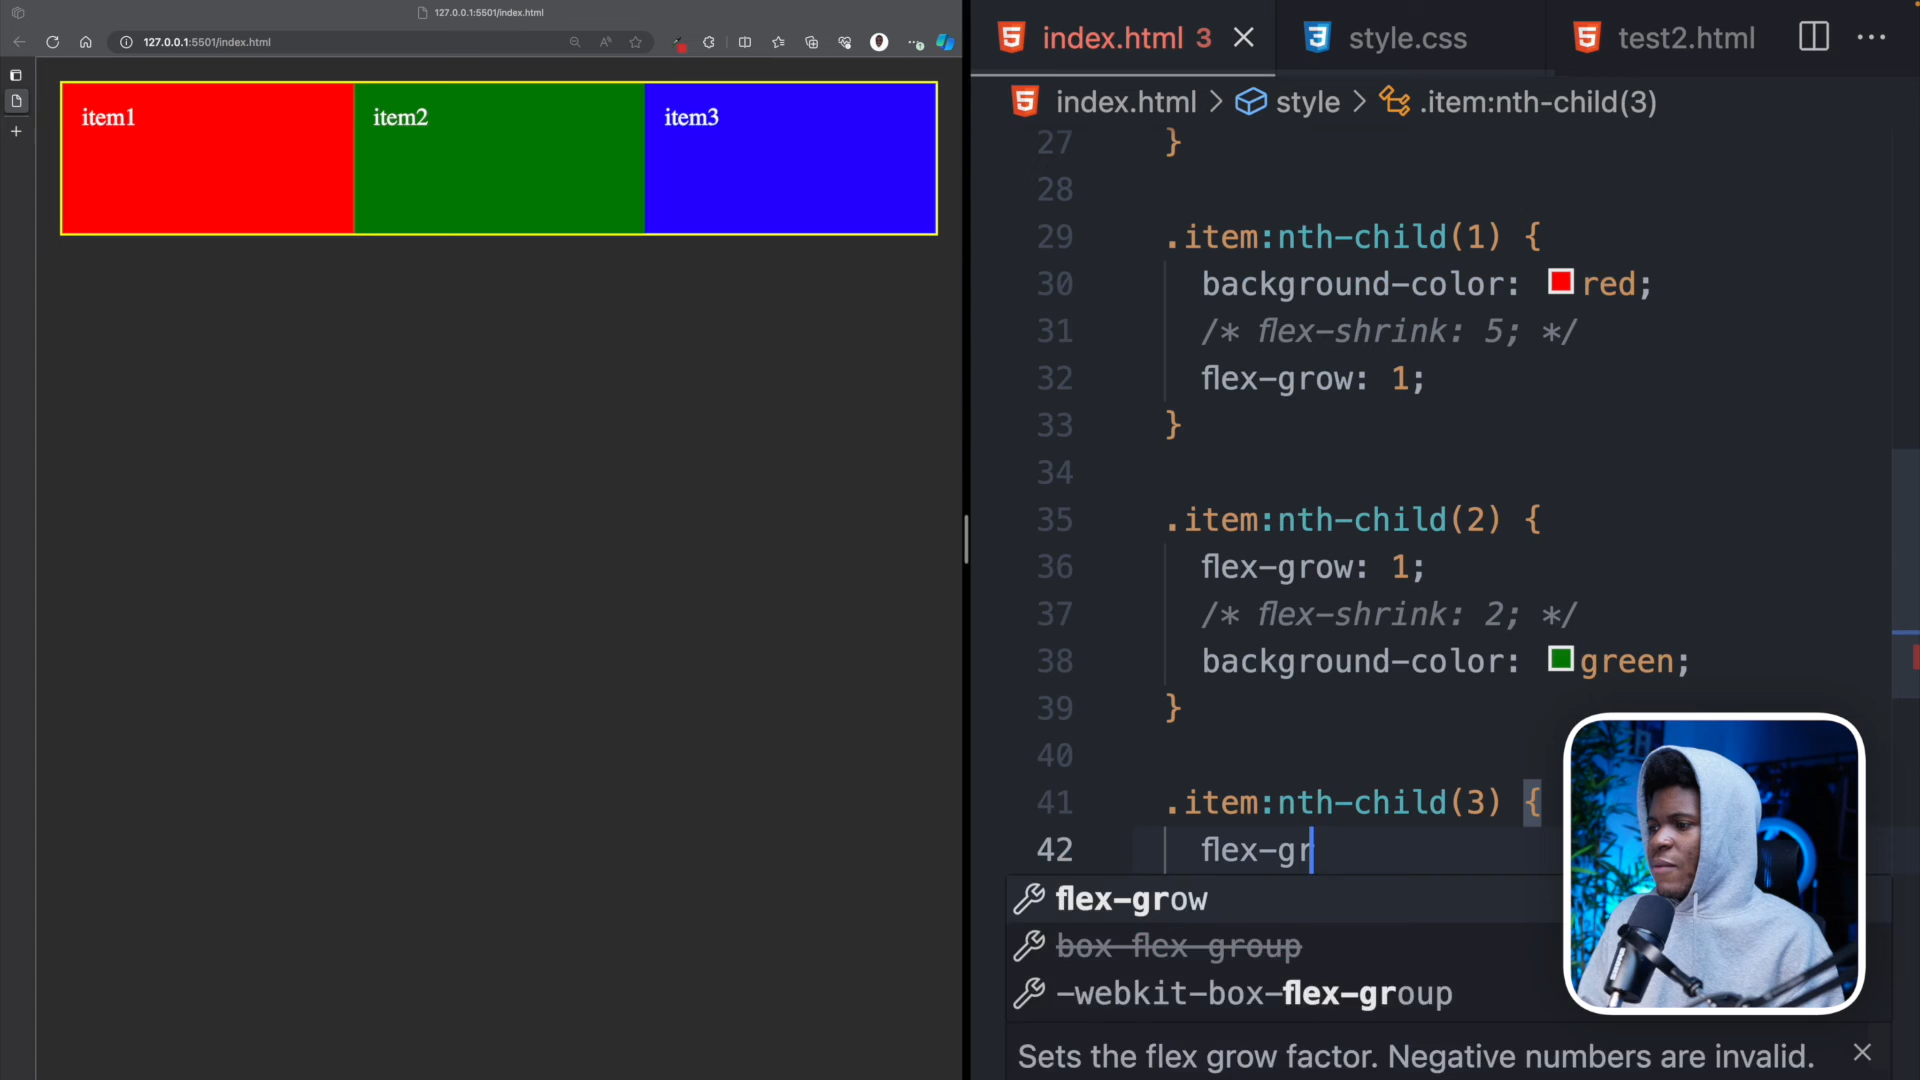 127.0.0.1:5501/index.html
127.0.0.1:5501/index.html
item1
item2
item3
index.html 3
style.css
test2.html
index.html > style > .item:nth-child(3)
27 }
28
29 .item:nth-child(1) {
30 background-color: red;
31 /* flex-shrink: 5; */
32 flex-grow: 1;
33 }
34
35 .item:nth-child(2) {
36 flex-grow: 1;
37 /* flex-shrink: 2; */
38 background-color: green;
39 }
40
41 .item:nth-child(3) {
42 flex-gr
flex-grow
box-flex-group
-webkit-box-flex-group
Sets the flex grow factor. Negative numbers are invalid.